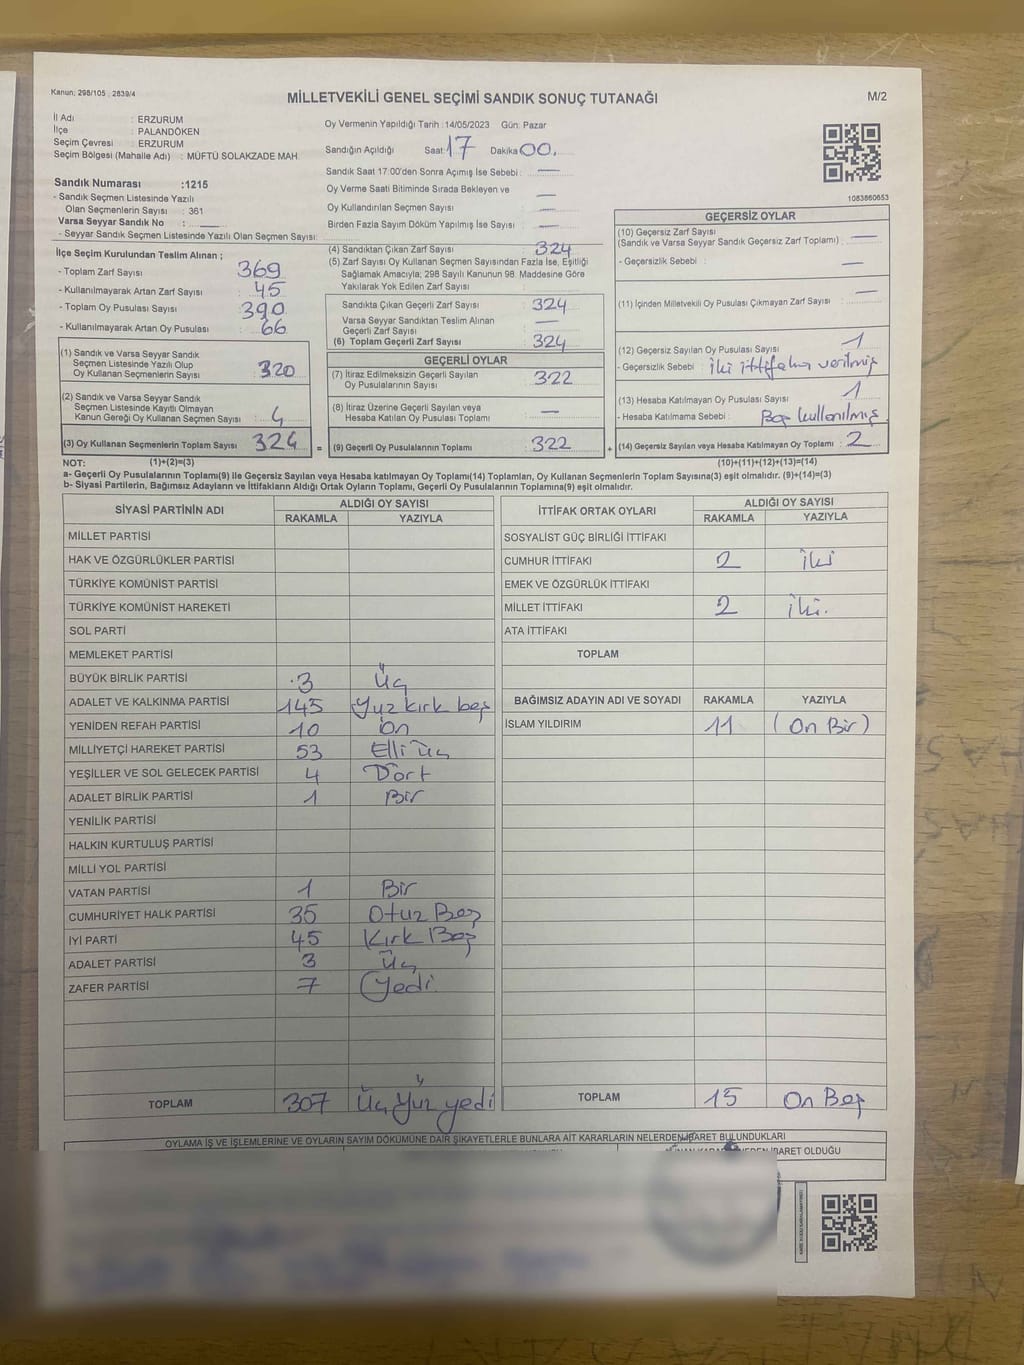 Kanun; 298/105 , 2839/4
MİLLETVEKİLİ GENEL SEÇİMİ SANDIK SONUÇ TUTANAĞI
M/2
İl Adı : ERZURUM
İlçe : PALANDÖKEN
Seçim Çevresi : ERZURUM
Seçim Bölgesi (Mahalle Adı) : MÜFTÜ SOLAKZADE MAH.
Oy Vermenin Yapıldığı Tarih :14/05/2023 Gün: Pazar
Sandığın Açıldığı Saat: 17 Dakika 00.
Sandık Saat 17:00'den Sonra Açımış İse Sebebi : —
Oy Verme Saati Bitiminde Sırada Bekleyen ve —
Oy Kullandırılan Seçmen Sayısı : —
Birden Fazla Sayım Döküm Yapılmış İse Sayısı : —
1083860653
Sandık Numarası :1215
- Sandık Seçmen Listesinde Yazılı
Olan Seçmenlerin Sayısı : 361
Varsa Seyyar Sandık No : —
- Seyyar Sandık Seçmen Listesinde Yazılı Olan Seçmen Sayısı:
İlçe Seçim Kurulundan Teslim Alınan ;
- Toplam Zarf Sayısı 369
- Kullanılmayarak Artan Zarf Sayısı : 45
- Toplam Oy Pusulası Sayısı : 390
- Kullanılmayarak Artan Oy Pusulası : 66
(1) Sandık ve Varsa Seyyar Sandık
Seçmen Listesinde Yazılı Olup
Oy Kullanan Seçmenlerin Sayısı : 320
(2) Sandık ve Varsa Seyyar Sandık
Seçmen Listesinde Kayıtlı Olmayan
Kanun Gereği Oy Kullanan Seçmen Sayısı : 4
(3) Oy Kullanan Seçmenlerin Toplam Sayısı 324
(4) Sandıktan Çıkan Zarf Sayısı : 324
(5) Zarf Sayısı Oy Kullanan Seçmen Sayısından Fazla İse, Eşitliği
Sağlamak Amacıyla; 298 Sayılı Kanunun 98. Maddesine Göre
Yakılarak Yok Edilen Zarf Sayısı :
Sandıkta Çıkan Geçerli Zarf Sayısı : 324
Varsa Seyyar Sandıktan Teslim Alınan
Geçerli Zarf Sayısı : —
(6) Toplam Geçerli Zarf Sayısı : 324
GEÇERLİ OYLAR
(7) İtiraz Edilmeksizin Geçerli Sayılan
Oy Pusulalarının Sayısı : 322
(8) İtiraz Üzerine Geçerli Sayılan veya
Hesaba Katılan Oy Pusulaları Toplamı : —
= (9) Geçerli Oy Pusulalarının Toplamı : 322
GEÇERSİZ OYLAR
(10) Geçersiz Zarf Sayısı
(Sandık ve Varsa Seyyar Sandık Geçersiz Zarf Toplamı) : —
- Geçersizlik Sebebi : —
(11) İçinden Milletvekili Oy Pusulası Çıkmayan Zarf Sayısı : —
(12) Geçersiz Sayılan Oy Pusulası Sayısı : 1
- Geçersizlik Sebebi : iki ittifaka verilmiş
(13) Hesaba Katılmayan Oy Pusulası Sayısı : 1
- Hesaba Katılmama Sebebi : Boş kullanılmış
+ (14) Geçersiz Sayılan veya Hesaba Katılmayan Oy Toplamı : 2
NOT: (1)+(2)=(3)
(10)+(11)+(12)+(13)=(14)
a- Geçerli Oy Pusulalarının Toplamı(9) ile Geçersiz Sayılan veya Hesaba katılmayan Oy Toplamı(14) Toplamları, Oy Kullanan Seçmenlerin Toplam Sayısına(3) eşit olmalıdır. (9)+(14)=(3)
b- Siyasi Partilerin, Bağımsız Adayların ve İttifakların Aldığı Ortak Oyların Toplamı, Geçerli Oy Pusulalarının Toplamına(9) eşit olmalıdır.
SİYASİ PARTİNİN ADI ALDIĞI OY SAYISI
RAKAMLA YAZIYLA
MİLLET PARTİSİ
HAK VE ÖZGÜRLÜKLER PARTİSİ
TÜRKİYE KOMÜNİST PARTİSİ
TÜRKİYE KOMÜNİST HAREKETİ
SOL PARTİ
MEMLEKET PARTİSİ
BÜYÜK BİRLİK PARTİSİ 3 Üç
ADALET VE KALKINMA PARTİSİ 145 Yüz kırk beş
YENİDEN REFAH PARTİSİ 10 on
MİLLİYETÇİ HAREKET PARTİSİ 53 Elli üç
YEŞİLLER VE SOL GELECEK PARTİSİ 4 Dört
ADALET BİRLİK PARTİSİ 1 Bir
YENİLİK PARTİSİ
HALKIN KURTULUŞ PARTİSİ
MİLLİ YOL PARTİSİ
VATAN PARTİSİ 1 Bir
CUMHURİYET HALK PARTİSİ 35 Otuz Beş
İYİ PARTİ 45 Kırk Beş
ADALET PARTİSİ 3 Üç
ZAFER PARTİSİ 7 Yedi
TOPLAM 307 Üç Yüz yedi
İTTİFAK ORTAK OYLARI ALDIĞI OY SAYISI
RAKAMLA YAZIYLA
SOSYALİST GÜÇ BİRLİĞİ İTTİFAKI
CUMHUR İTTİFAKI 2 iki
EMEK VE ÖZGÜRLÜK İTTİFAKI
MİLLET İTTİFAKI 2 iki.
ATA İTTİFAKI
TOPLAM
BAĞIMSIZ ADAYIN ADI VE SOYADI RAKAMLA YAZIYLA
İSLAM YILDIRIM 11 (On Bir)
TOPLAM 15 On Beş
OYLAMA İŞ VE İŞLEMLERİNE VE OYLARIN SAYIM DÖKÜMÜNE DAİR ŞİKAYETLERLE BUNLARA AİT KARARLARIN NELERDEN İBARET BULUNDUKLARI
İBARET OLDUĞU